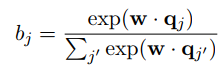 b_j = \frac{\exp(\mathbf{w} \cdot \mathbf{q}_j)}{\sum_{j'} \exp(\mathbf{w} \cdot \mathbf{q}_{j'})}